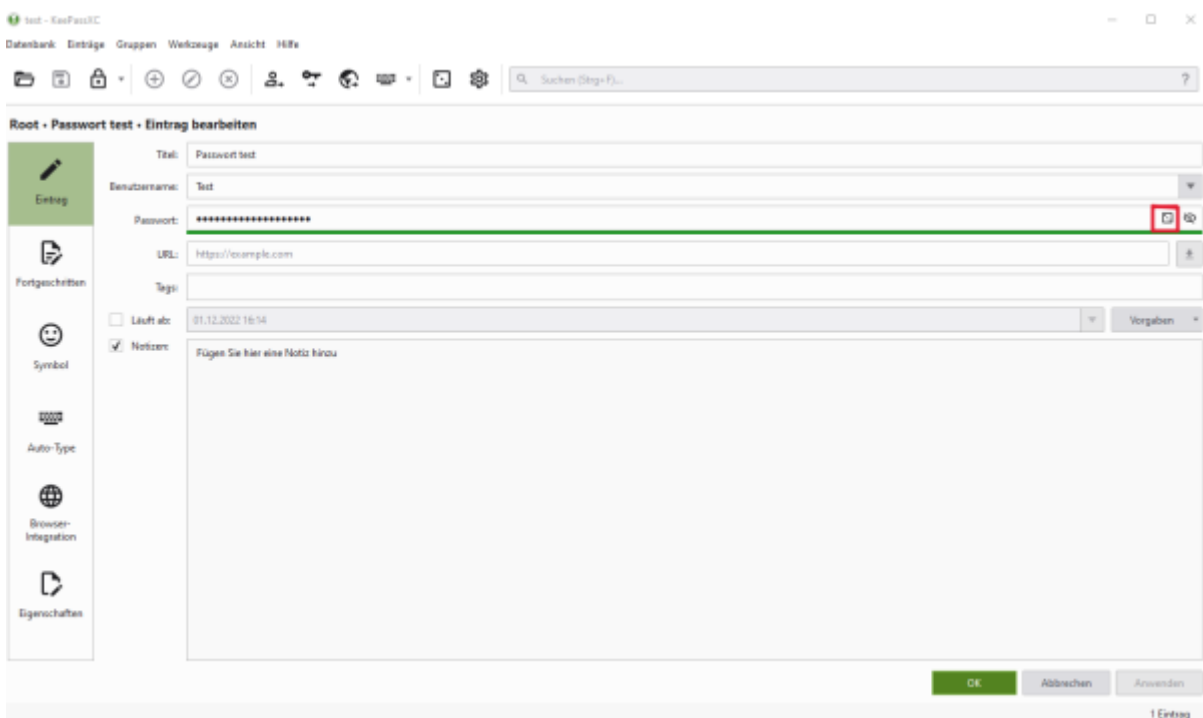 test - KeePassXC
Datenbank Einträge Gruppen Werkzeuge Ansicht Hilfe
Suchen (Strg+F)...
?
Root • Passwort test • Eintrag bearbeiten
Eintrag
Fortgeschritten
Symbol
Auto-Type
Browser-
Integration
Eigenschaften
Titel: Passwort test
Benutzername: Test
Passwort: •••••••••••••••••••
URL: https://example.com
Tags:
Läuft ab: 01.12.2022 16:14 Vorgaben
Notizen: Fügen Sie hier eine Notiz hinzu
OK Abbrechen Anwenden
1 Eintrag